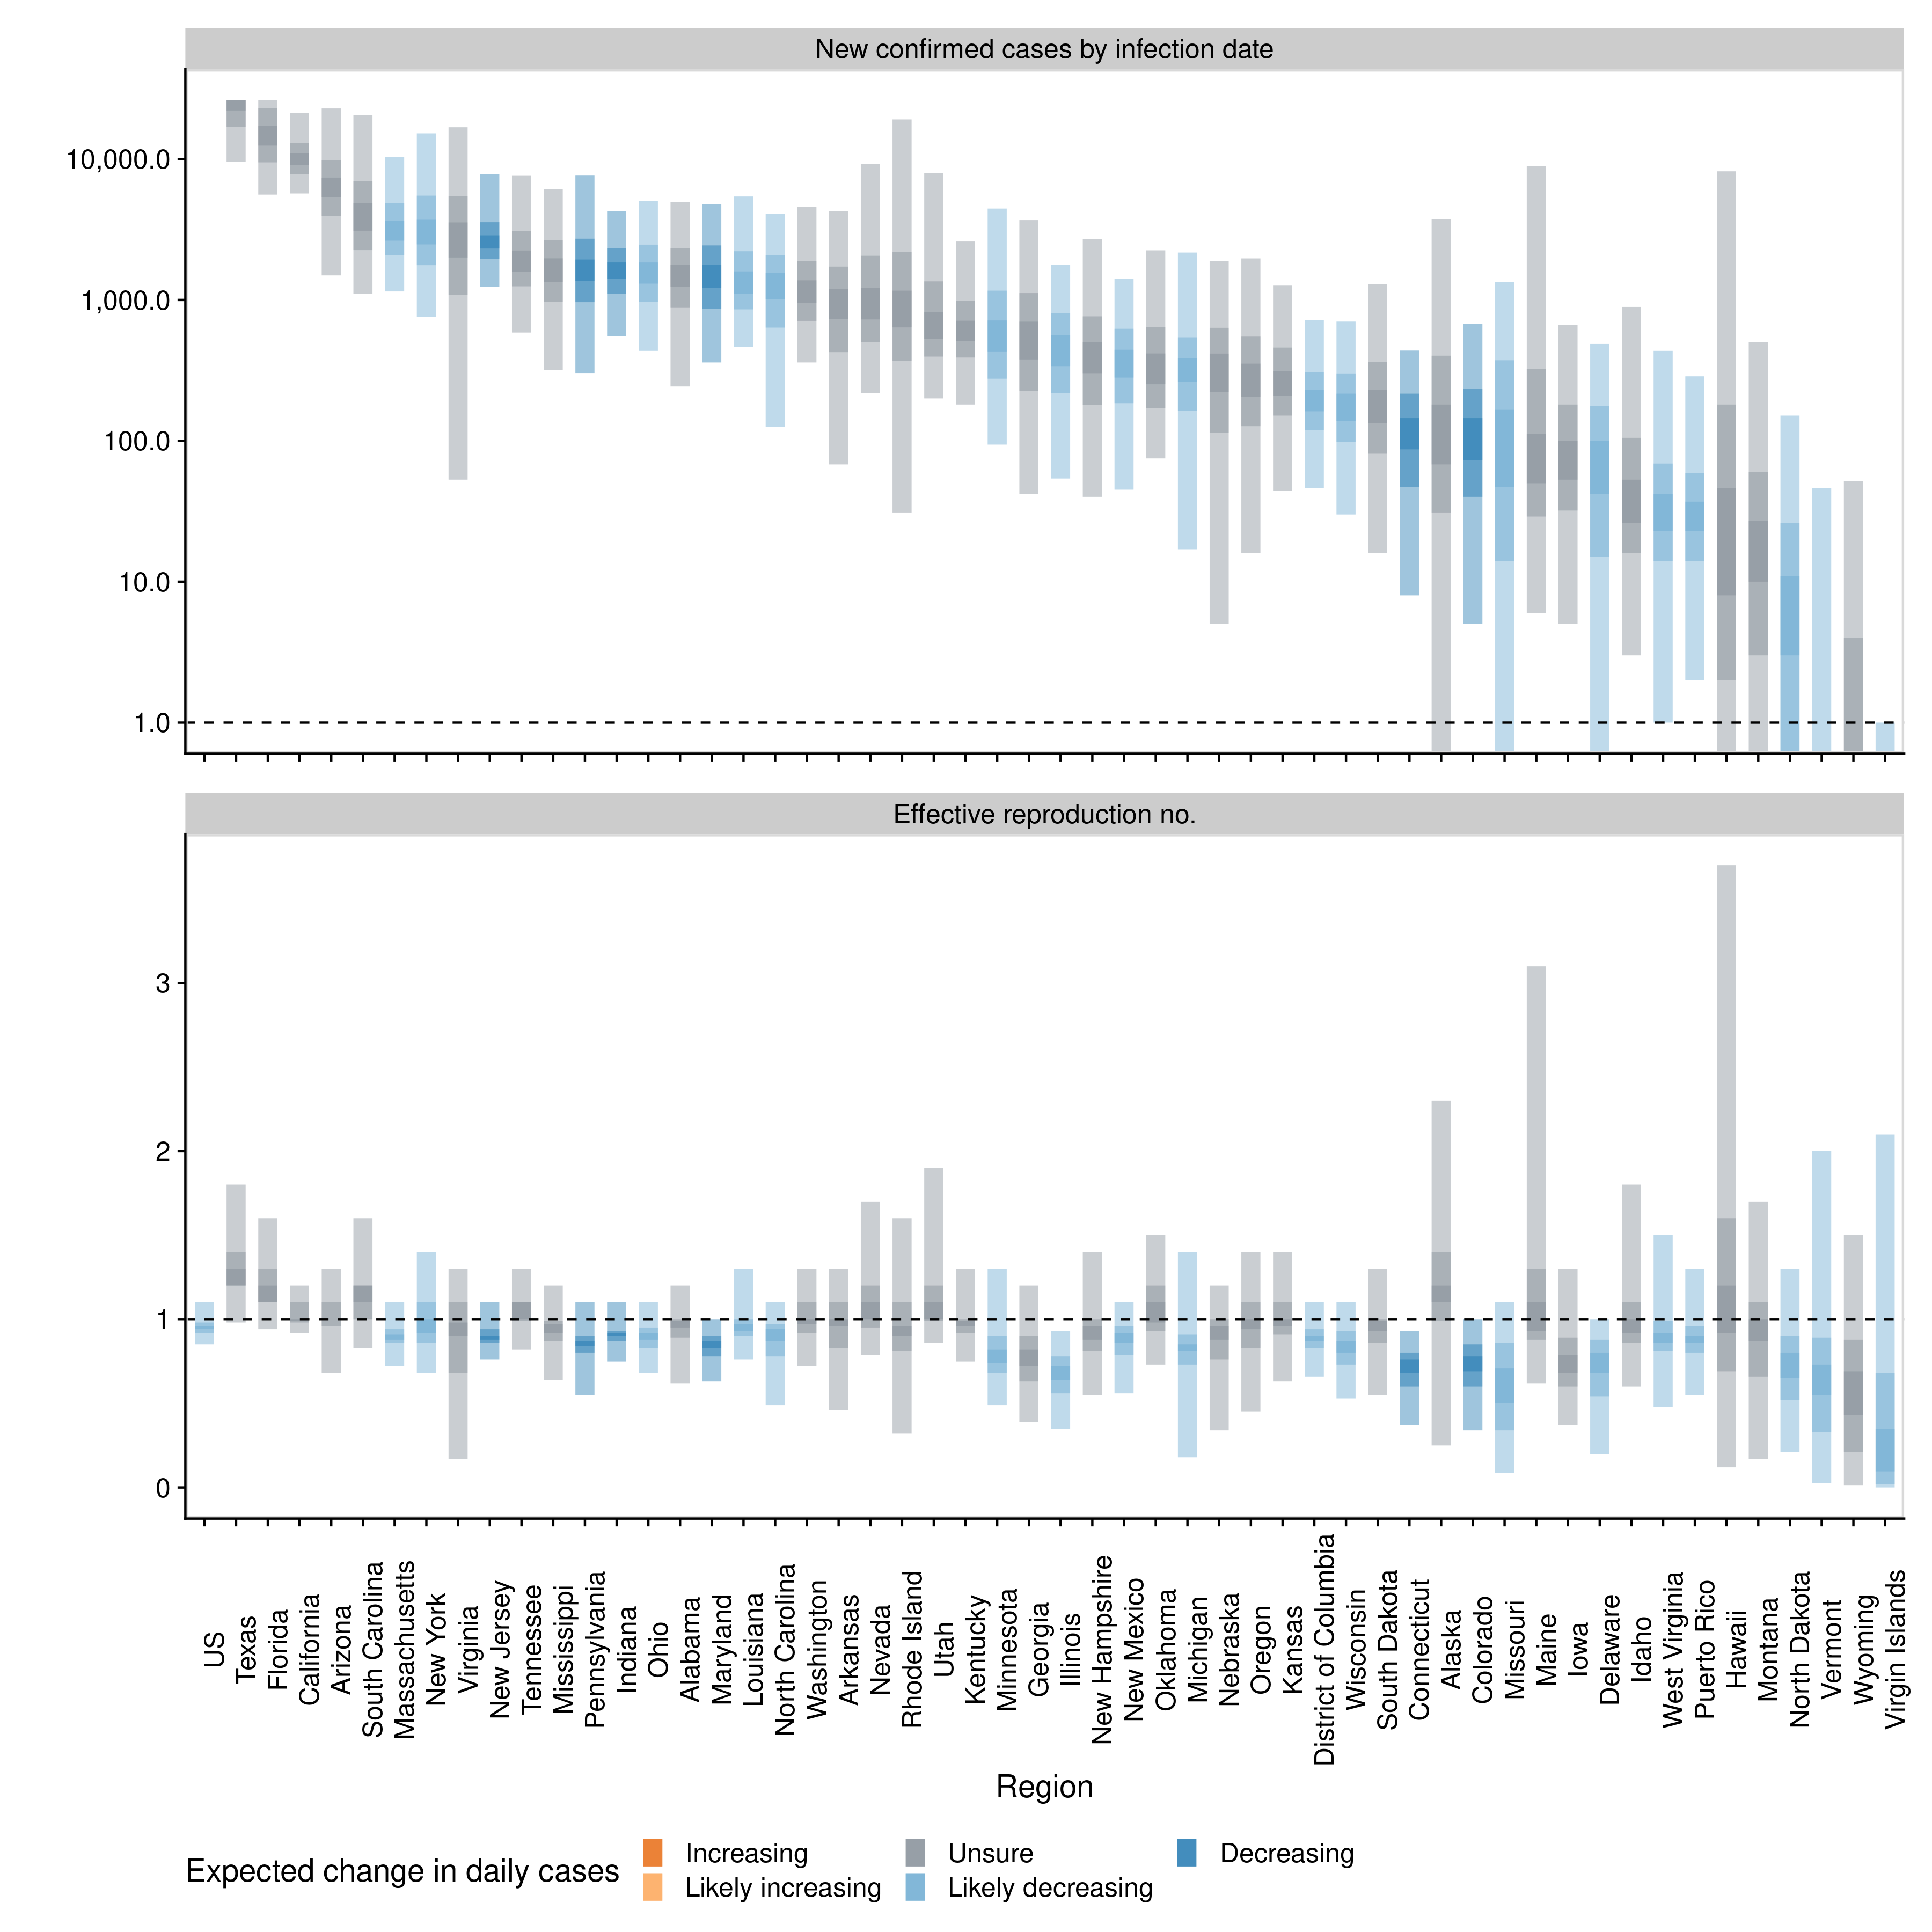 New confirmed cases by infection date
10,000.0
1,000.0
100.0
10.0
1.0
Effective reproduction no.
3
2
1
0
US
Texas
Florida
California
Arizona
South Carolina
Massachusetts
New York
Virginia
New Jersey
Tennessee
Mississippi
Pennsylvania
Indiana
Ohio
Alabama
Maryland
Louisiana
North Carolina
Washington
Arkansas
Nevada
Rhode Island
Utah
Kentucky
Minnesota
Georgia
Illinois
New Hampshire
New Mexico
Oklahoma
Michigan
Nebraska
Oregon
Kansas
District of Columbia
Wisconsin
South Dakota
Connecticut
Alaska
Colorado
Missouri
Maine
Iowa
Delaware
Idaho
West Virginia
Puerto Rico
Hawaii
Montana
North Dakota
Vermont
Wyoming
Virgin Islands
Region
Expected change in daily cases
Increasing
Likely increasing
Unsure
Likely decreasing
Decreasing